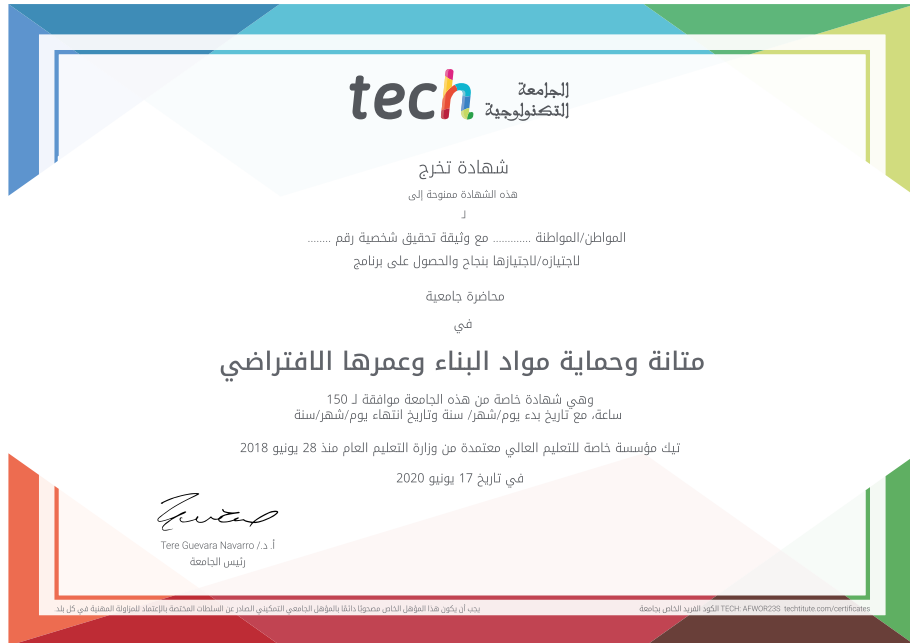 tech الجامعة
التكنولوجية
شهادة تخرج
هذه الشهادة ممنوحة إلى
لـ
المواطن/المواطنة ............. مع وثيقة تحقيق شخصية رقم ........
لاجتيازه/لاجتيازها بنجاح والحصول على برنامج
محاضرة جامعية
في
متانة وحماية مواد البناء وعمرها الافتراضي
وهي شهادة خاصة من هذه الجامعة موافقة لـ 150
ساعة، مع تاريخ بدء يوم/شهر/ سنة وتاريخ انتهاء يوم/شهر/سنة
تيك مؤسسة خاصة للتعليم العالي معتمدة من وزارة التعليم العام منذ 28 يونيو 2018
في تاريخ 17 يونيو 2020
أ. د./ Tere Guevara Navarro
رئيس الجامعة
يجب أن يكون هذا المؤهل الخاص مصحوبًا دائمًا بالمؤهل الجامعي التمكيني الصادر عن السلطات المختصة بالإعتماد للمزاولة المهنية في كل بلد.
الكود الفريد الخاص بجامعة TECH: AFWOR23S techtitute.com/certificates